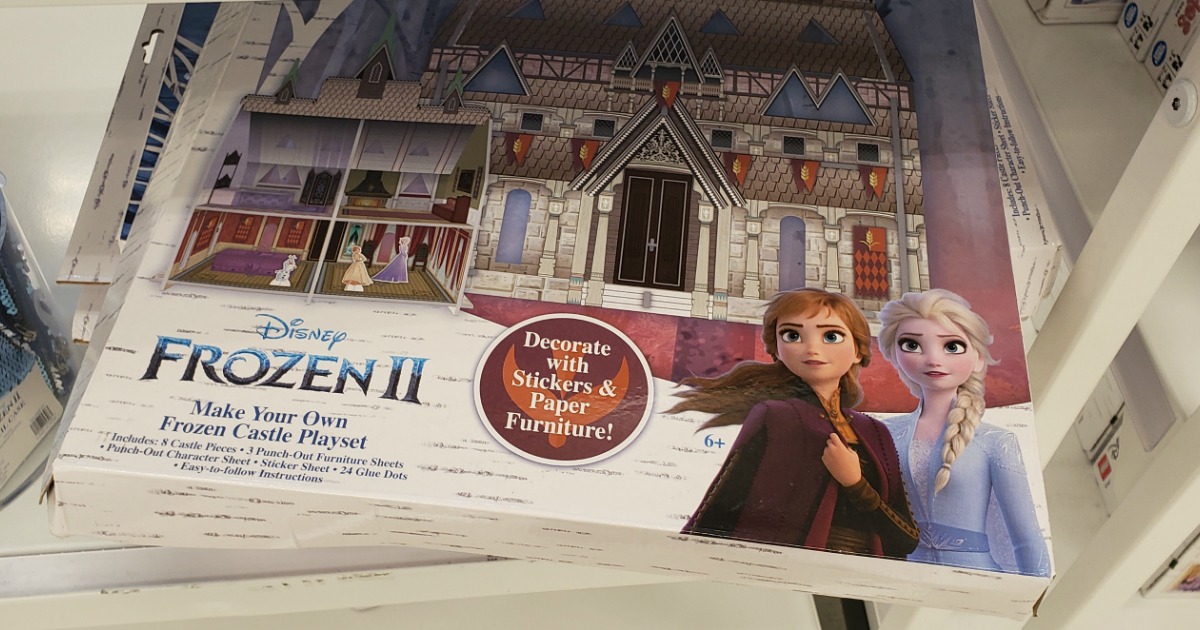 Disney
FROZEN II
Make Your Own
Frozen Castle Playset
Includes: 8 Castle Pieces • 3 Punch-Out Furniture Sheets
• Punch-Out Character Sheet • Sticker Sheet • 24 Glue Dots
• Easy-to-follow Instructions
Decorate
with
Stickers &
Paper
Furniture!
6+